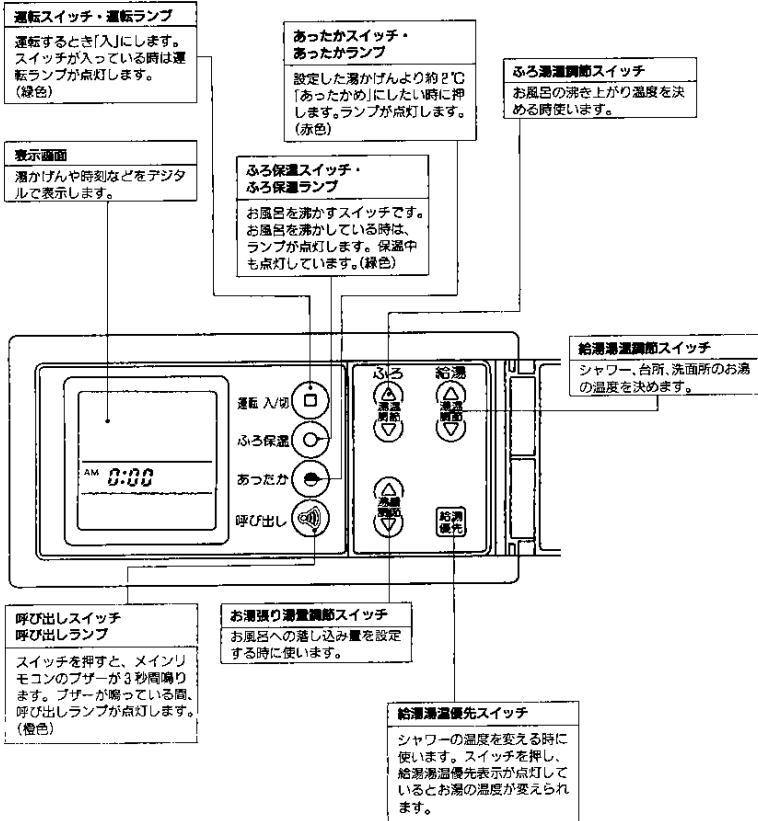 運転スイッチ・運転ランプ
運転するとき「入」にします。
スイッチが入っている時は運
転ランプが点灯します。
(緑色)
あったかスイッチ・
あったかランプ
設定した湯かげんより約2℃
「あったかめ」にしたい時に押
します。ランプが点灯します。
(赤色)
ふろ湯温調節スイッチ
お風呂の沸き上がり温度を決
める時使います。
表示画面
湯かげんや時刻などをデジタ
ルで表示します。
ふろ保温スイッチ・
ふろ保温ランプ
お風呂を沸かすスイッチです。
お風呂を沸かしている時は、
ランプが点灯します。保温中
も点灯しています。(緑色)
給湯湯温調節スイッチ
シャワー、台所、洗面所のお湯
の温度を決めます。
ふろ
給湯
湯温
調節
湯温
調節
運転 入/切
ふろ保温
あったか
呼び出し
AM 0:00
湯量
調節
給湯
優先
呼び出しスイッチ
呼び出しランプ
スイッチを押すと、メインリ
モコンのブザーが3秒間鳴り
ます。ブザーが鳴っている間、
呼び出しランプが点灯します。
(橙色)
お湯張り湯量調節スイッチ
お風呂への落し込み量を設定
する時に使います。
給湯湯温優先スイッチ
シャワーの温度を変える時に
使います。スイッチを押し、
給湯湯温優先表示が点灯して
いるとお湯の温度が変えられ
ます。